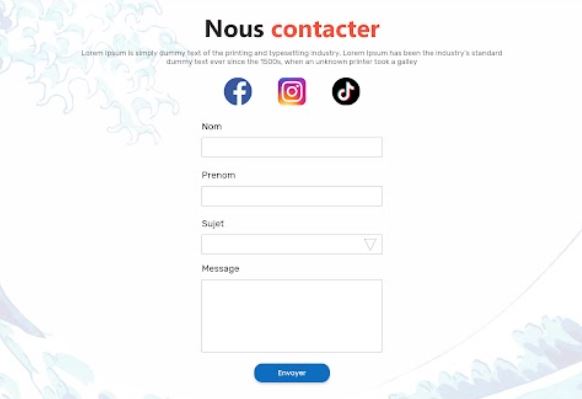 Nous contacter
Lorem Ipsum is simply dummy text of the printing and typesetting industry. Lorem Ipsum has been the industry's standard
dummy text ever since the 1500s, when an unknown printer took a galley
Nom
Prenom
Sujet
Message
Envoyer